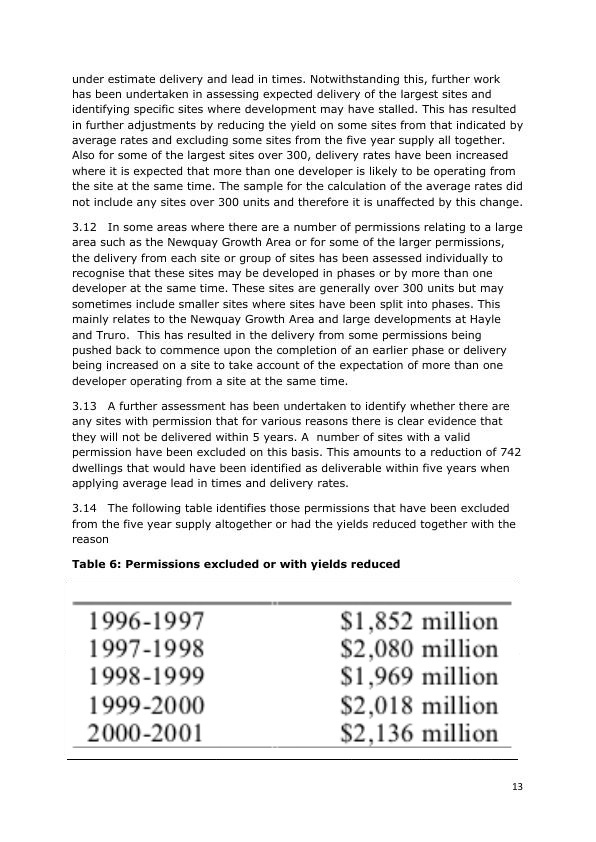 under estimate delivery and lead in times. Notwithstanding this, further work
has been undertaken in assessing expected delivery of the largest sites and
identifying specific sites where development may have stalled. This has resulted
in further adjustments by reducing the yield on some sites from that indicated by
average rates and excluding some sites from the five year supply all together.
Also for some of the largest sites over 300, delivery rates have been increased
where it is expected that more than one developer is likely to be operating from
the site at the same time. The sample for the calculation of the average rates did
not include any sites over 300 units and therefore it is unaffected by this change.
3.12 In some areas where there are a number of permissions relating to a large
area such as the Newquay Growth Area or for some of the larger permissions,
the delivery from each site or group of sites has been assessed individually to
recognise that these sites may be developed in phases or by more than one
developer at the same time. These sites are generally over 300 units but may
sometimes include smaller sites where sites have been split into phases. This
mainly relates to the Newquay Growth Area and large developments at Hayle
and Truro. This has resulted in the delivery from some permissions being
pushed back to commence upon the completion of an earlier phase or delivery
being increased on a site to take account of the expectation of more than one
developer operating from a site at the same time.
3.13 A further assessment has been undertaken to identify whether there are
any sites with permission that for various reasons there is clear evidence that
they will not be delivered within 5 years. A number of sites with a valid
permission have been excluded on this basis. This amounts to a reduction of 742
dwellings that would have been identified as deliverable within five years when
applying average lead in times and delivery rates.
3.14 The following table identifies those permissions that have been excluded
from the five year supply altogether or had the yields reduced together with the
reason
Table 6: Permissions excluded or with yields reduced
1996-1997 $1,852 million
1997-1998 $2,080 million
1998-1999 $1,969 million
1999-2000 $2,018 million
2000-2001 $2,136 million
13